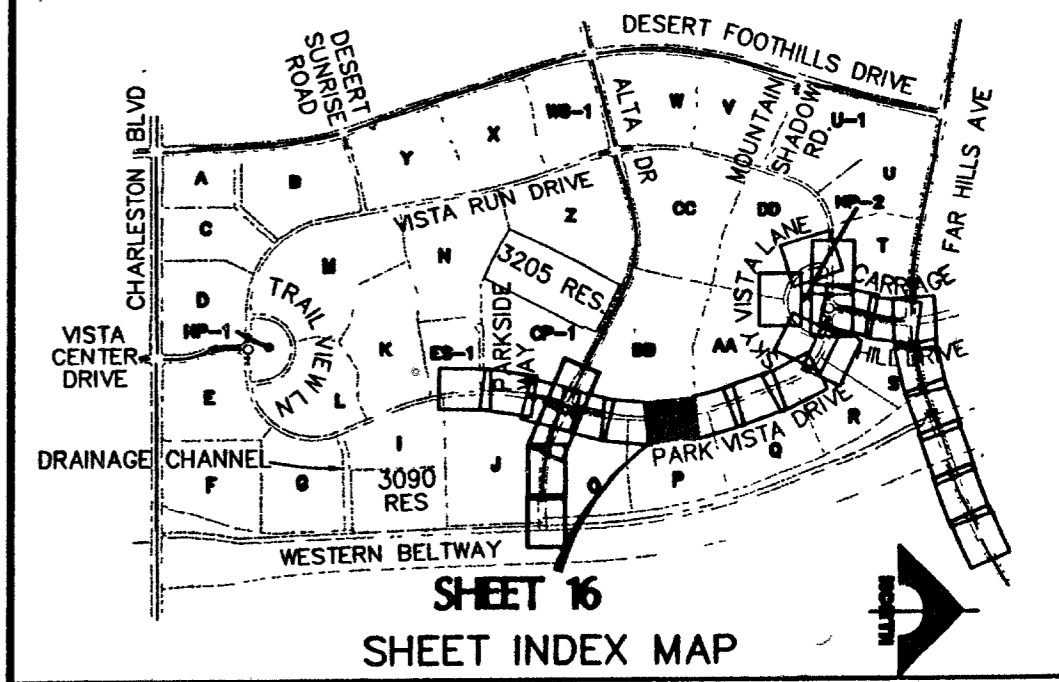 DESERT FOOTHILLS DRIVE
DESERT
SUNRISE
ROAD
CHARLESTON BLVD
ALTA
DR
MOUNTAIN
SHADOW
RD.
FAR HILLS AVE
W
V
U-1
X
Y
A
B
U
C
VISTA RUN DRIVE
Z
CC
DD
NP-2
T
M
N
3205 RES.
VISTA LANE
CARRIAGE
D
TRAIL VIEW LN
PARKSIDE
WAY
CP-1
SKY
NP-1
K
ES-1
BB
AA
HILL DRIVE
VISTA
CENTER
DRIVE
E
L
S
R
PARK VISTA DRIVE
I
DRAINAGE CHANNEL
J
O
P
Q
F
G
3090
RES
WESTERN BELTWAY
SHEET 16
NORTH
SHEET INDEX MAP